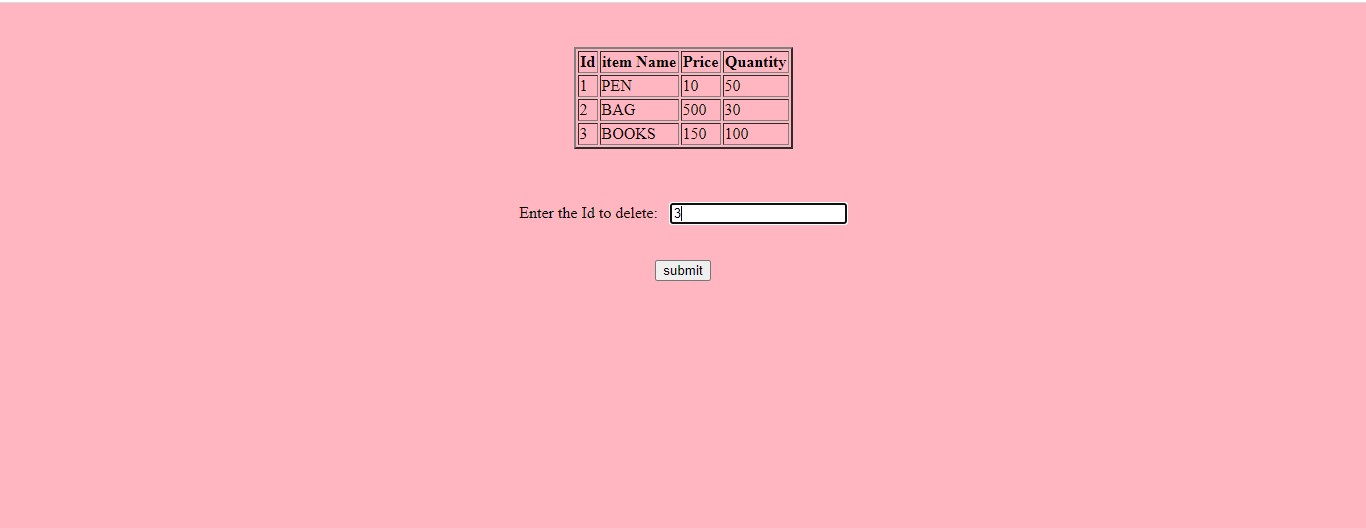 Id item Name Price Quantity
1 PEN 10 50
2 BAG 500 30
3 BOOKS 150 100
Enter the Id to delete: 3
submit